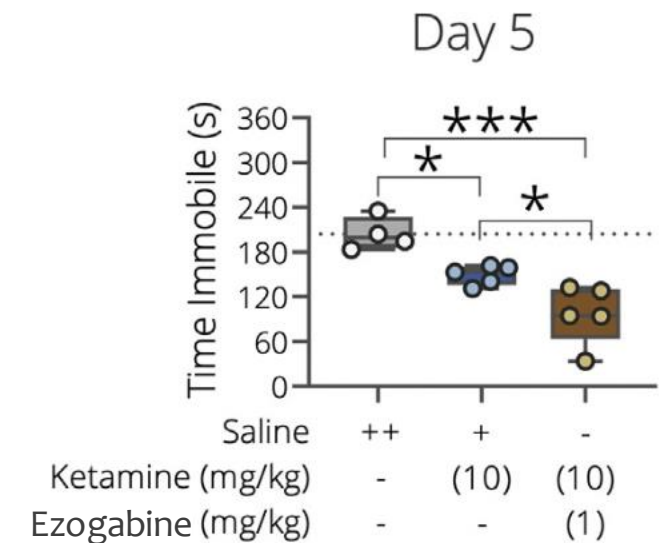 Day 5
Time Immobile (s)
360
300
240
180
120
60
0
***
*
*
Saline ++ + -
Ketamine (mg/kg) - (10) (10)
Ezogabine (mg/kg) - - (1)